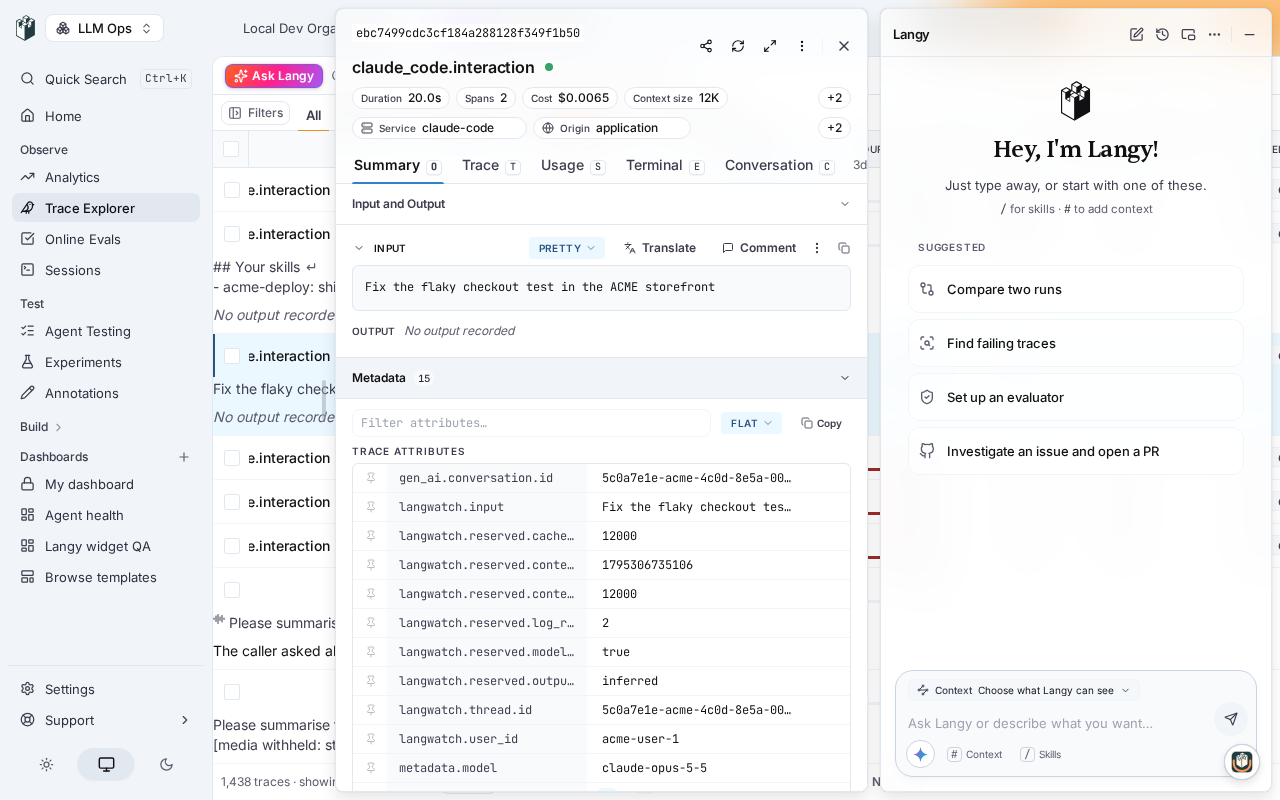 LLM Ops
Local Dev Orga
Quick Search Ctrl+K
Home
Observe
Analytics
Trace Explorer
Online Evals
Sessions
Test
Agent Testing
Experiments
Annotations
Build
Dashboards
My dashboard
Agent health
Langy widget QA
Browse templates
Settings
Support
Ask Langy
Filters All
e.interaction
e.interaction
## Your skills ↵
- acme-deploy: shi
No output recorde
e.interaction
Fix the flaky check
No output recorde
e.interaction
e.interaction
e.interaction
Please summaris
The caller asked al
Please summarise
[media withheld: st
1,438 traces · showin
ebc7499cdc3cf184a288128f349f1b50
claude_code.interaction
Duration 20.0s Spans 2 Cost $0.0065 Context size 12K +2
Service claude-code Origin application +2
Summary O Trace T Usage S Terminal E Conversation C 3d
Input and Output
INPUT PRETTY Translate Comment
Fix the flaky checkout test in the ACME storefront
OUTPUT No output recorded
Metadata 15
Filter attributes… FLAT Copy
TRACE ATTRIBUTES
gen_ai.conversation.id 5c0a7e1e-acme-4c0d-8e5a-00…
langwatch.input Fix the flaky checkout tes…
langwatch.reserved.cache… 12000
langwatch.reserved.conte… 1795306735106
langwatch.reserved.conte… 12000
langwatch.reserved.log_r… 2
langwatch.reserved.model… true
langwatch.reserved.outpu… inferred
langwatch.thread.id 5c0a7e1e-acme-4c0d-8e5a-00…
langwatch.user_id acme-user-1
metadata.model claude-opus-5-5
Langy
Hey, I'm Langy!
Just type away, or start with one of these.
/ for skills · # to add context
SUGGESTED
Compare two runs
Find failing traces
Set up an evaluator
Investigate an issue and open a PR
Context Choose what Langy can see
Ask Langy or describe what you want...
# Context / Skills